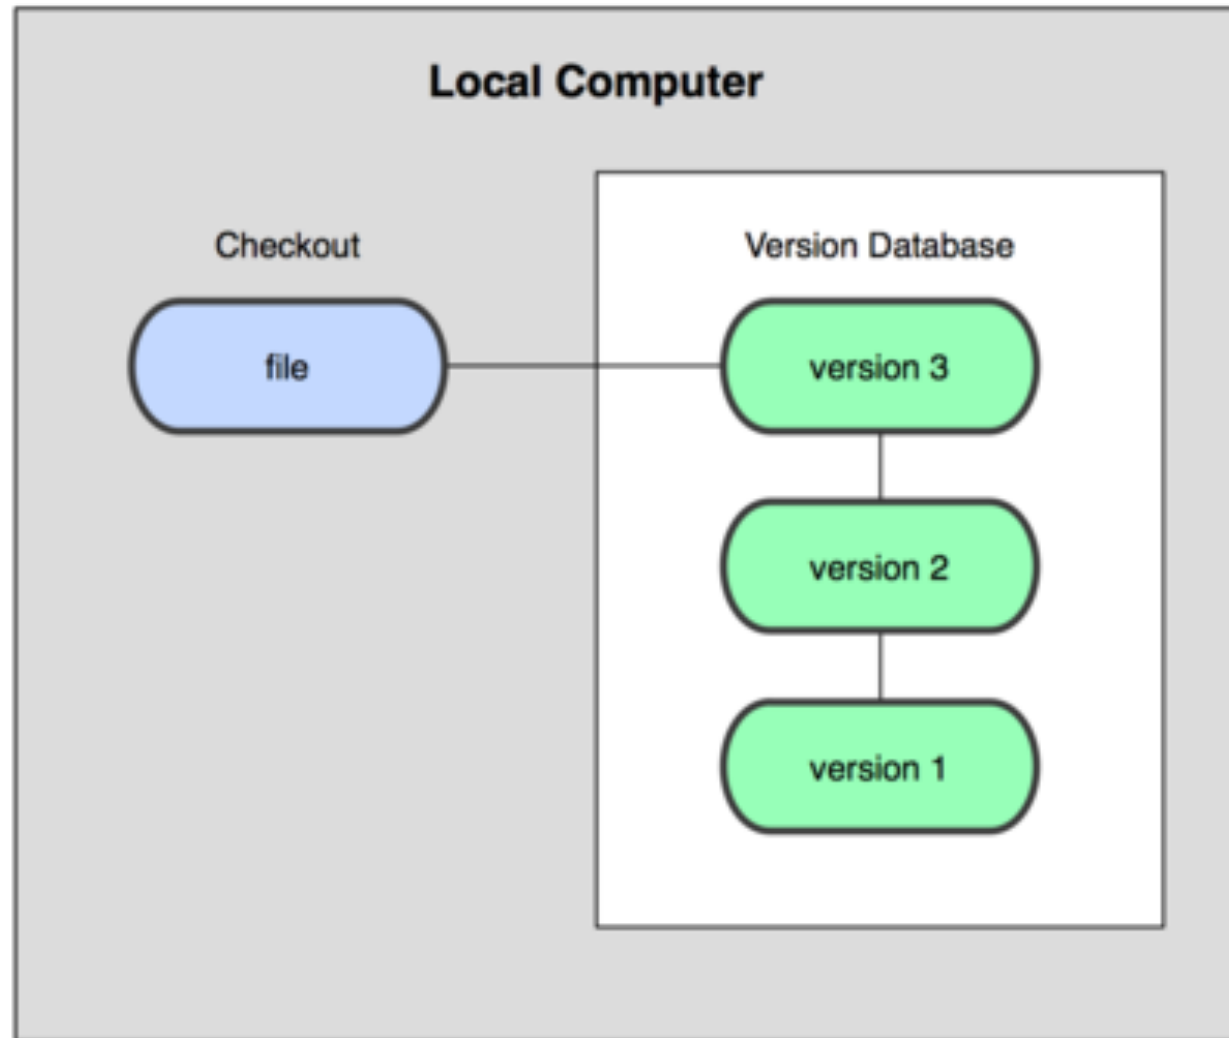 Local Computer
Checkout
Version Database
file
version 3
version 2
version 1